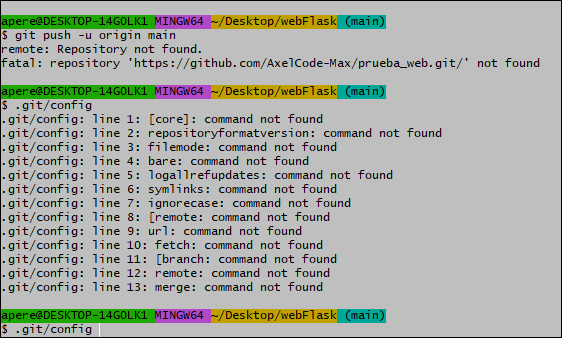 apere@DESKTOP-14GOLK1 MINGW64 ~/Desktop/webFlask (main)
$ git push -u origin main
remote: Repository not found.
fatal: repository 'https://github.com/AxelCode-Max/prueba_web.git/' not found
apere@DESKTOP-14GOLK1 MINGW64 ~/Desktop/webFlask (main)
$ .git/config
.git/config: line 1: [core]: command not found
.git/config: line 2: repositoryformatversion: command not found
.git/config: line 3: filemode: command not found
.git/config: line 4: bare: command not found
.git/config: line 5: logallrefupdates: command not found
.git/config: line 6: symlinks: command not found
.git/config: line 7: ignorecase: command not found
.git/config: line 8: [remote: command not found
.git/config: line 9: url: command not found
.git/config: line 10: fetch: command not found
.git/config: line 11: [branch: command not found
.git/config: line 12: remote: command not found
.git/config: line 13: merge: command not found
apere@DESKTOP-14GOLK1 MINGW64 ~/Desktop/webFlask (main)
$ .git/config